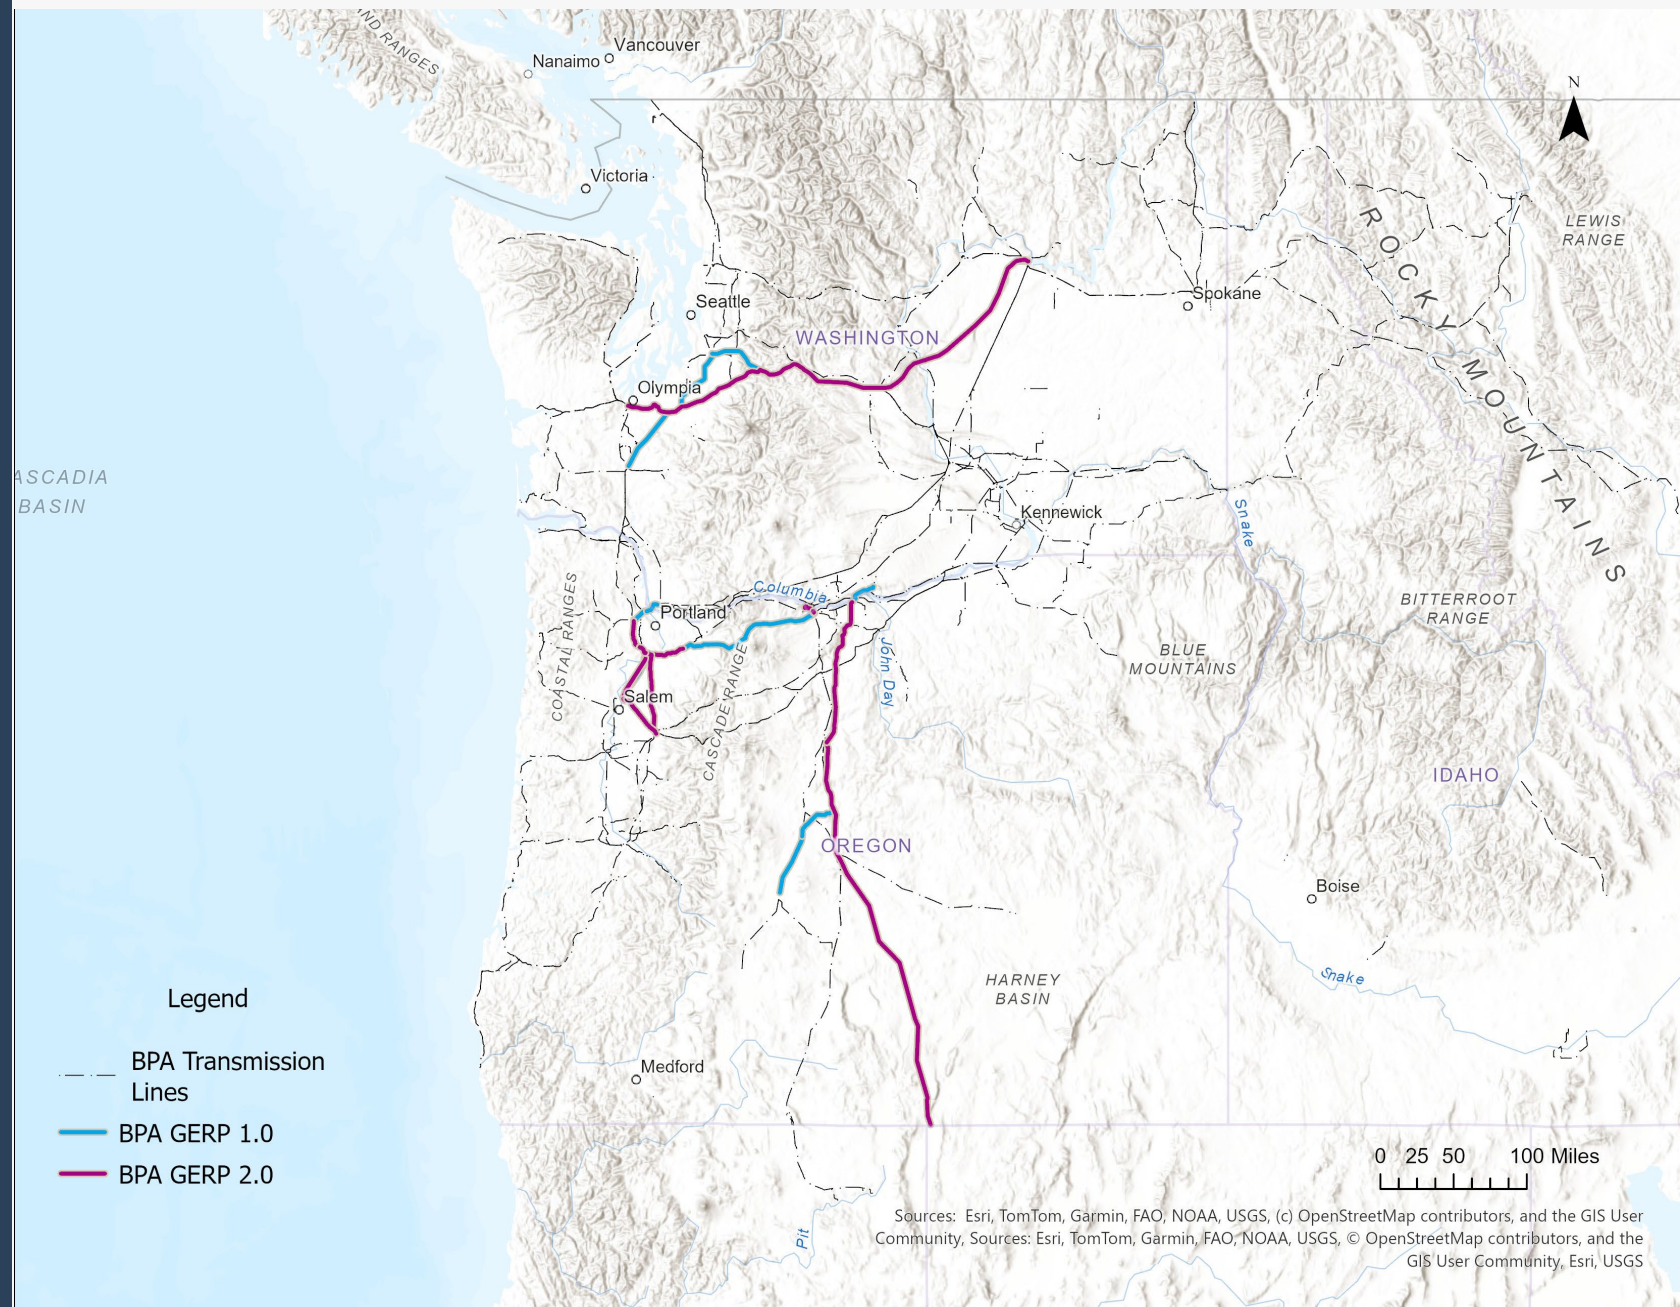 ND RANGES
Nanaimo
Vancouver
N
Victoria
LEWIS
RANGE
ROCKY MOUNTAINS
Seattle
Spokane
WASHINGTON
Olympia
ASCADIA
BASIN
Kennewick
Snake
Columbia
Portland
COASTAL RANGES
BITTERROOT
RANGE
BLUE
MOUNTAINS
John Day
CASCADE RANGE
Salem
IDAHO
OREGON
Boise
HARNEY
BASIN
Snake
Legend
BPA Transmission
Lines
BPA GERP 1.0
BPA GERP 2.0
Medford
Pit
0 25 50 100 Miles
Sources: Esri, TomTom, Garmin, FAO, NOAA, USGS, (c) OpenStreetMap contributors, and the GIS User
Community, Sources: Esri, TomTom, Garmin, FAO, NOAA, USGS, © OpenStreetMap contributors, and the
GIS User Community, Esri, USGS